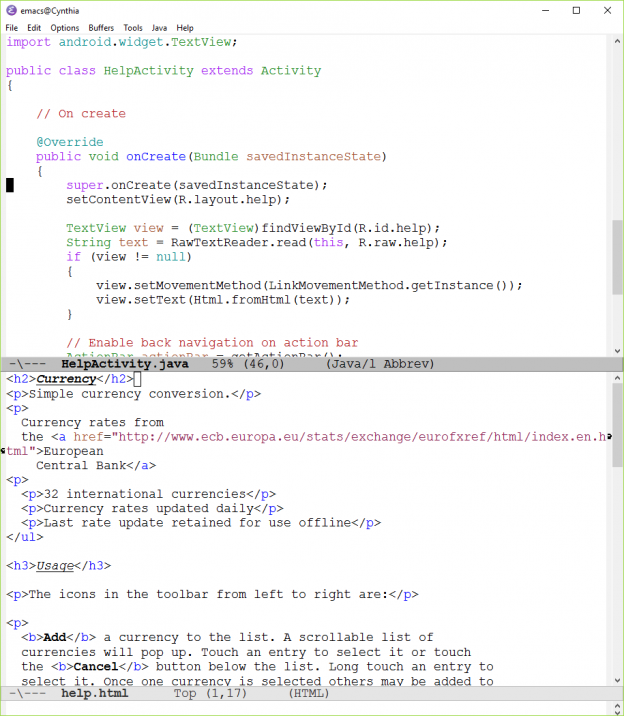 emacs@Cynthia
File Edit Options Buffers Tools Java Help
import android.widget.TextView;
public class HelpActivity extends Activity
{
// On create
@Override
public void onCreate(Bundle savedInstanceState)
{
super.onCreate(savedInstanceState);
setContentView(R.layout.help);
TextView view = (TextView)findViewById(R.id.help);
String text = RawTextReader.read(this, R.raw.help);
if (view != null)
{
view.setMovementMethod(LinkMovementMethod.getInstance());
view.setText(Html.fromHtml(text));
}
// Enable back navigation on action bar
ActionBar actionBar = getActionBar();
-\--- HelpActivity.java 59% (46,0) (Java/l Abbrev)
<h2>Currency</h2>
<p>Simple currency conversion.</p>
<p>
Currency rates from
the <a href="http://www.ecb.europa.eu/stats/exchange/eurofxref/html/index.en.h
tml">European
Central Bank</a>
<p>
<p>32 international currencies</p>
<p>Currency rates updated daily</p>
<p>Last rate update retained for use offline</p>
</ul>
<h3>Usage</h3>
<p>The icons in the toolbar from left to right are:</p>
<p>
<b>Add</b> a currency to the list. A scrollable list of
currencies will pop up. Touch an entry to select it or touch
the <b>Cancel</b> button below the list. Long touch an entry to
select it. Once one currency is selected others may be added to
-\--- help.html Top (1,17) (HTML)